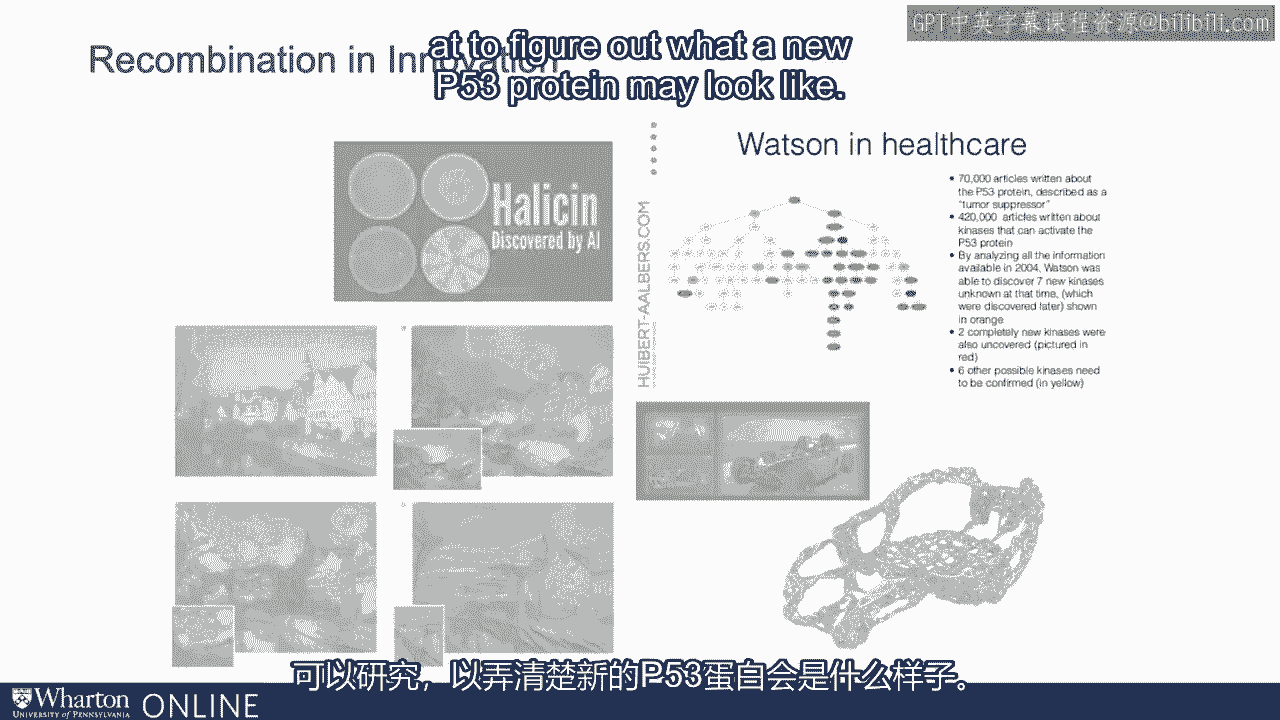 GPT中英字幕课程资源@bilibili.com
Recombination in Innovation
at to figure out what a new
P53 protein may look like.
Halicin
Discovered by AI
HUIBERT-AALBERS.COM
Watson in healthcare
• 70,000 articles written about
the P53 protein, described as a
"tumor suppressor"
• 420,000 articles written about
kinases that can activate the
P53 protein
• By analyzing all the information
available in 2004, Watson was
able to discover 7 new kinases
unknown at that time, (which
were discovered later) shown
in orange
• 2 completely new kinases were
also uncovered (pictured in
red)
• 6 other possible kinases need
to be confirmed (in yellow)
可以研究，以弄清楚新的P53蛋白会是什么样子。
Wharton
UNIVERSITY of PENNSYLVANIA
ONLINE